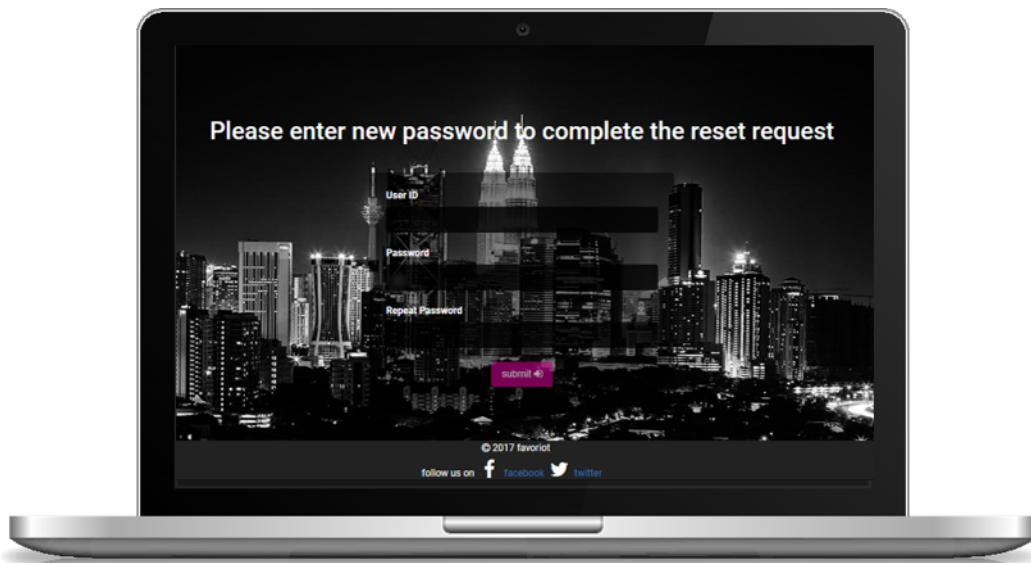 Please enter new password to complete the reset request
User ID
Password
Repeat Password
submit
© 2017 favoriot
follow us on facebook twitter